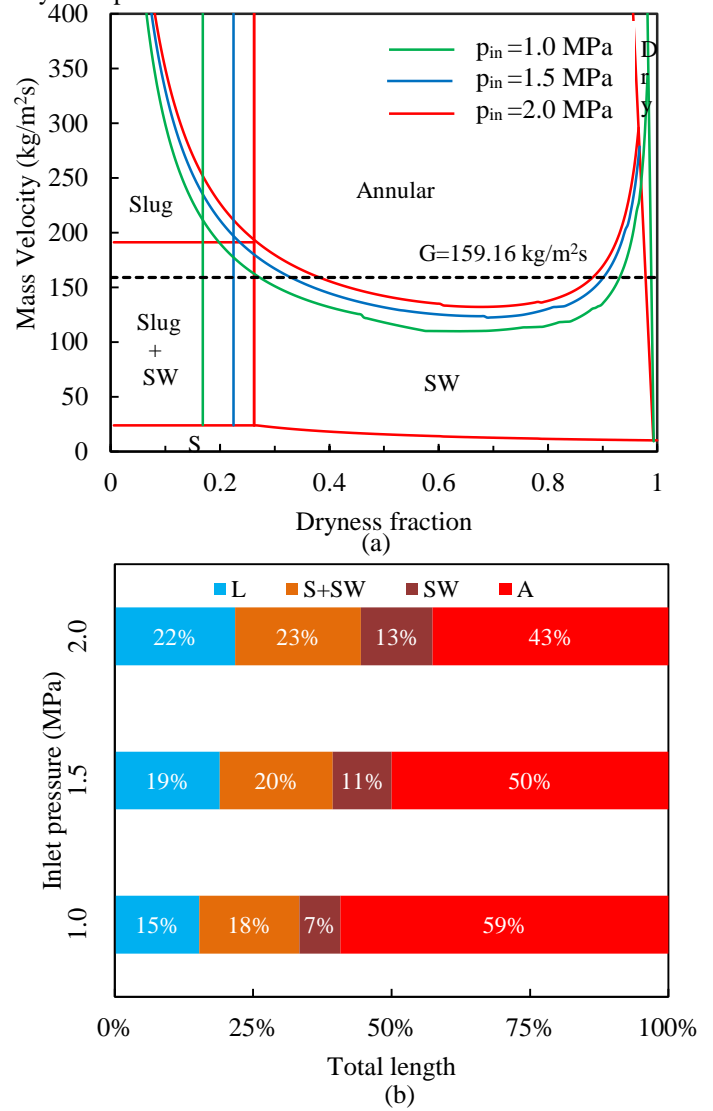 400
350
300
250
200
150
100
50
0
Mass Velocity (kg/m²s)
p_in =1.0 MPa
p_in =1.5 MPa
p_in =2.0 MPa
D
r
y
Slug
Annular
G=159.16 kg/m²s
Slug
+
SW
SW
S
0 0.2 0.4 0.6 0.8 1
Dryness fraction
(a)
L S+SW SW A
2.0
22% 23% 13% 43%
Inlet pressure (MPa)
1.5
19% 20% 11% 50%
1.0
15% 18% 7% 59%
0% 25% 50% 75% 100%
Total length
(b)